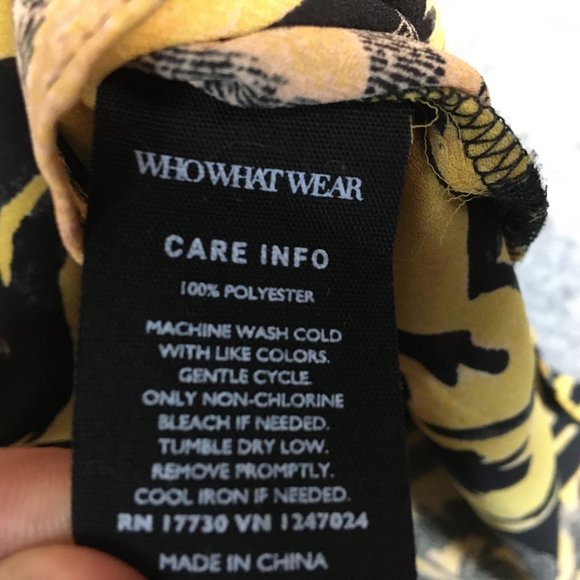 WHO WHAT WEAR
CARE INFO
100% POLYESTER
MACHINE WASH COLD
WITH LIKE COLORS.
GENTLE CYCLE.
ONLY NON-CHLORINE
BLEACH IF NEEDED.
TUMBLE DRY LOW.
REMOVE PROMPTLY.
COOL IRON IF NEEDED.
RN 17730 VN 1247024
MADE IN CHINA